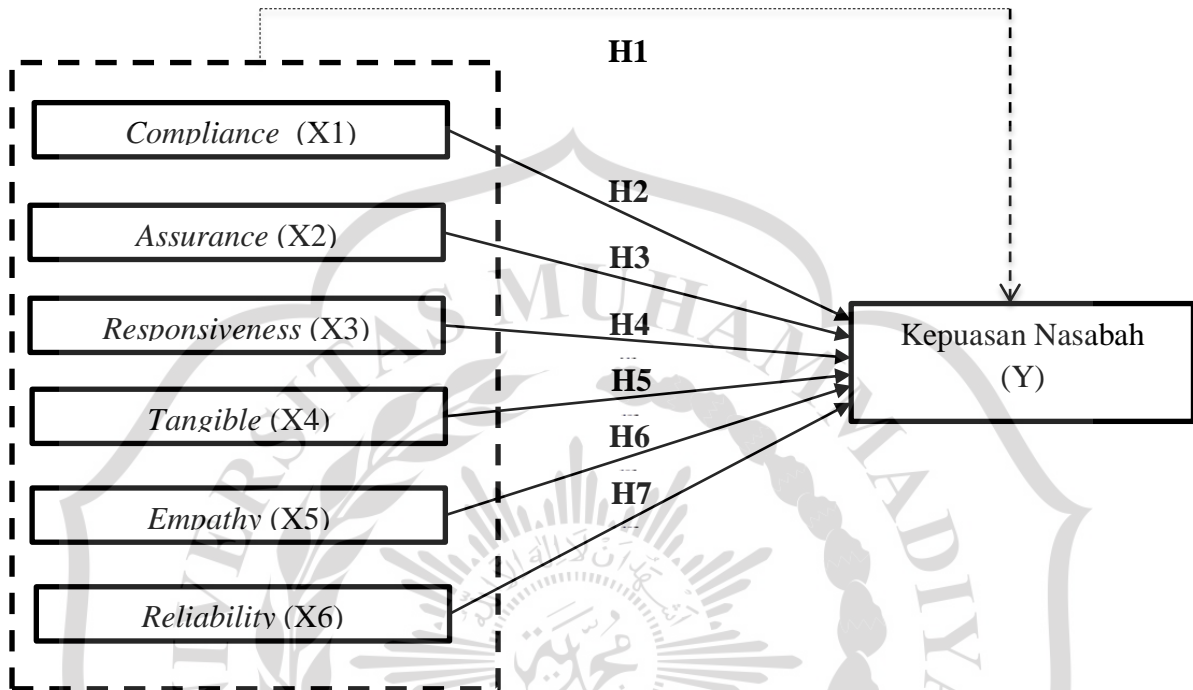 H1
Compliance (X1)
H2
Assurance (X2)
H3
Responsiveness (X3)
H4
Kepuasan Nasabah
(Y)
Tangible (X4)
H5
H6
Empathy (X5)
H7
Reliability (X6)